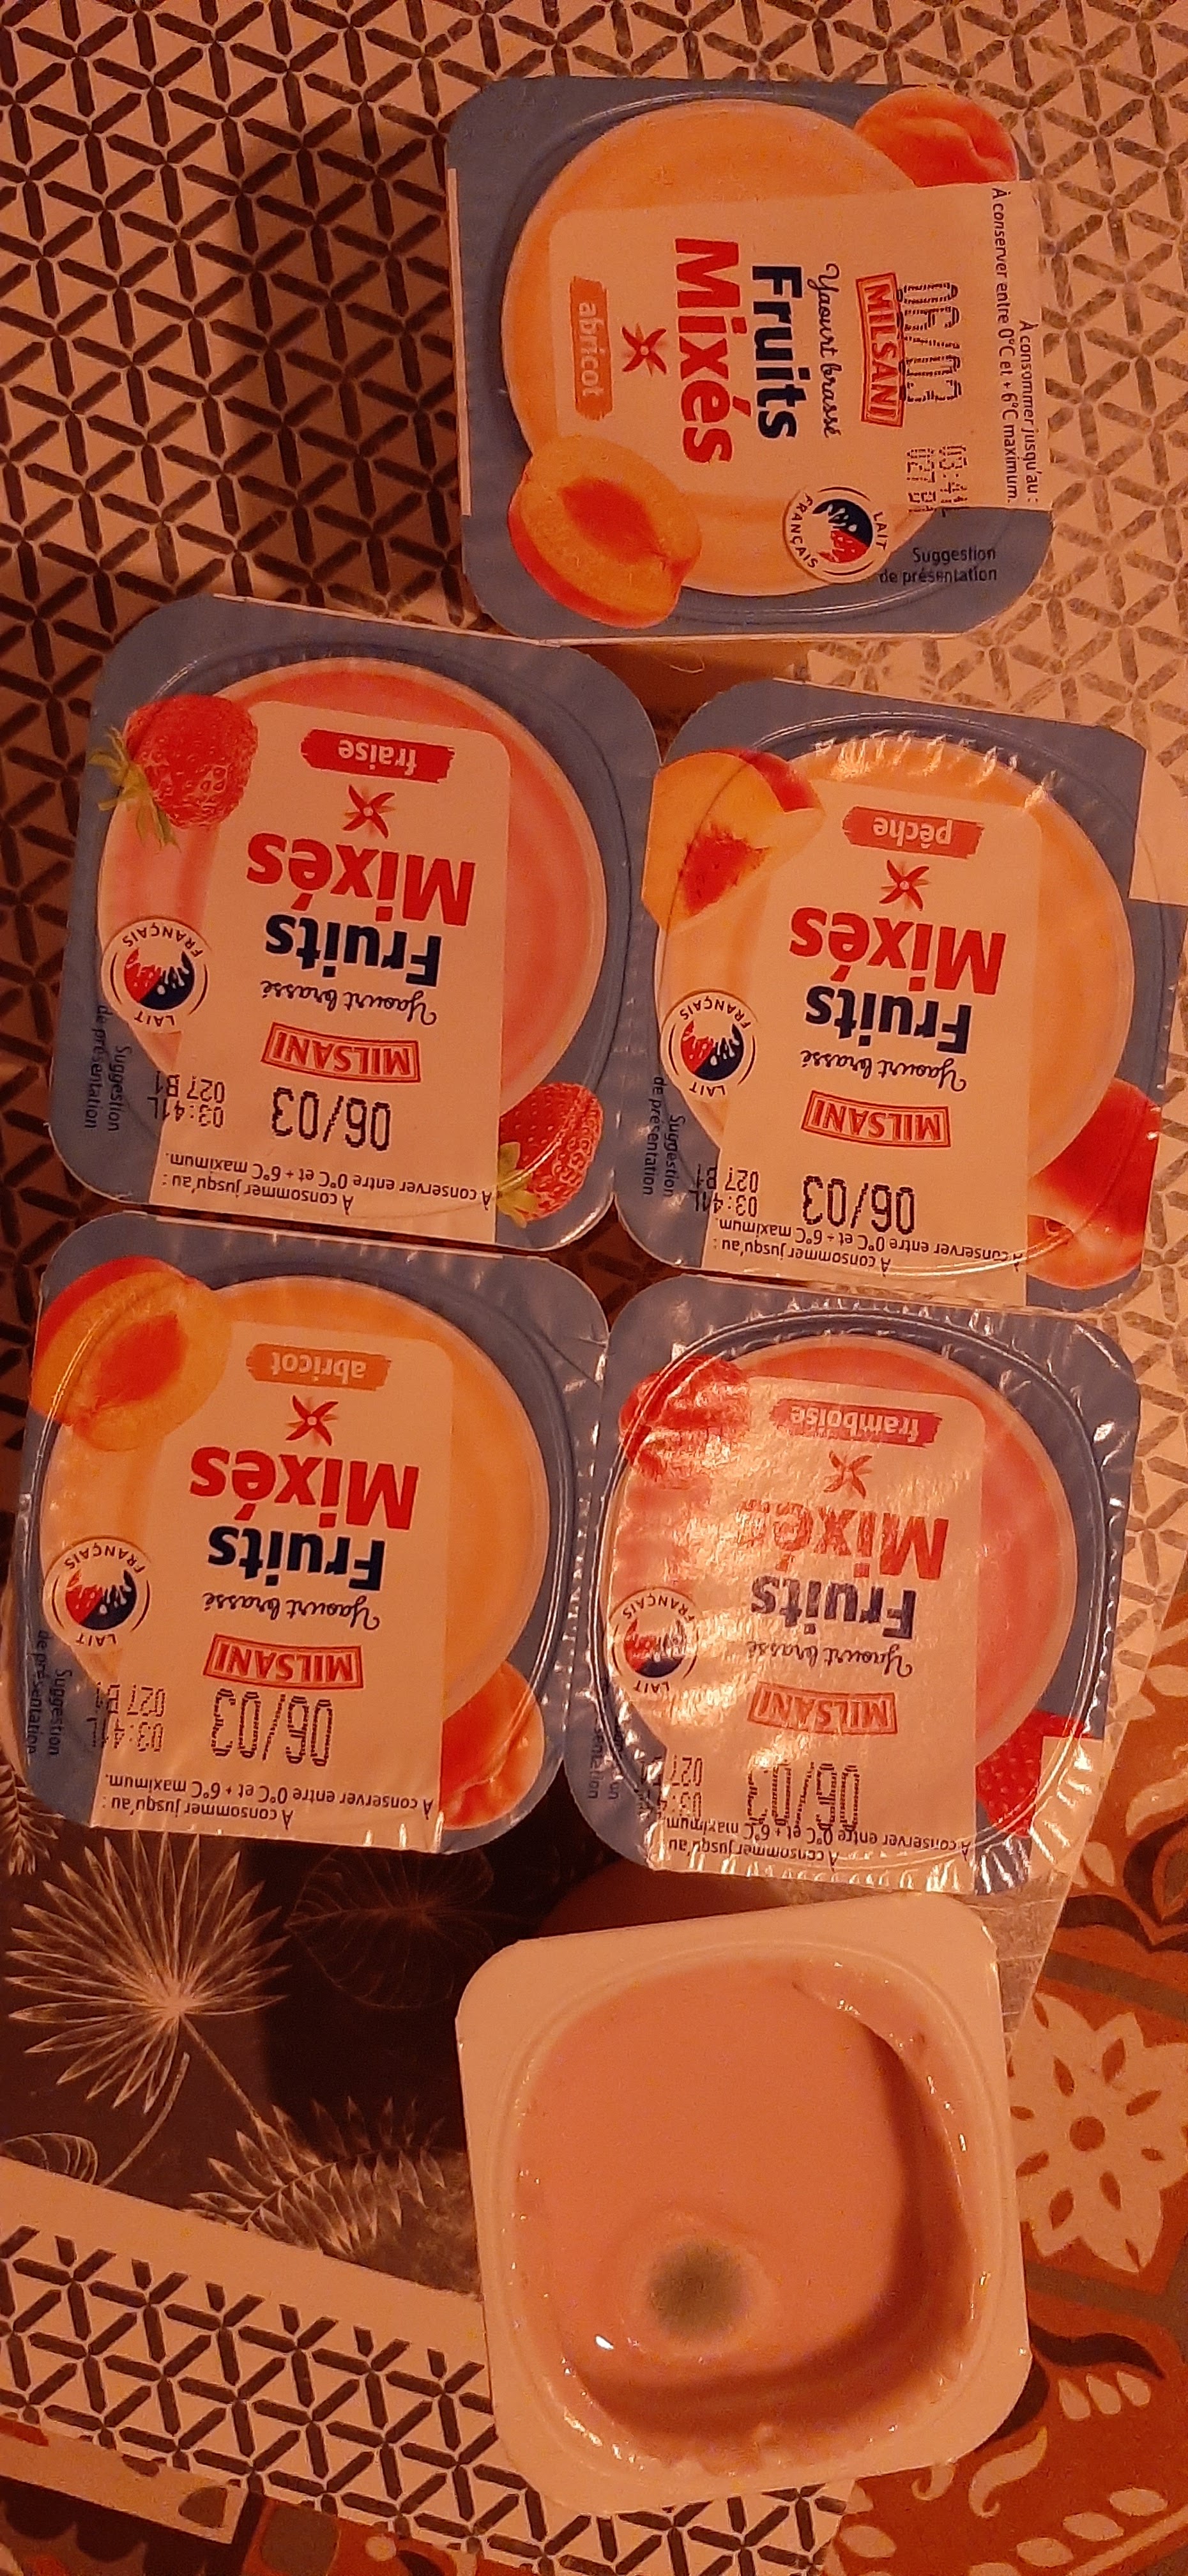 À consommer jusqu'au :
À conserver entre 0°C et + 6°C maximum.
03:41L
027 B1
MILSANI
Yaourt brassé
Fruits
Mixés
abricot
LAIT FRANÇAIS
Suggestion
de présentation
À consommer jusqu'au :
À conserver entre 0°C et + 6°C maximum.
06/03
03:41L
027 B1
MILSANI
Yaourt brassé
Fruits
Mixés
fraise
LAIT FRANÇAIS
Suggestion
de présentation
À consommer jusqu'au :
À conserver entre 0°C et + 6°C maximum.
06/03
03:41L
027 B1
MILSANI
Yaourt brassé
Fruits
Mixés
pêche
LAIT FRANÇAIS
Suggestion
de présentation
À consommer jusqu'au :
À conserver entre 0°C et + 6°C maximum.
06/03
03:41L
027 B1
MILSANI
Yaourt brassé
Fruits
Mixés
abricot
LAIT FRANÇAIS
Suggestion
de présentation
À consommer jusqu'au
À conserver entre 0°C et + 6°C maximum
06/03
027
MILSANI
Yaourt brassé
Fruits
Mixés
framboise
LAIT FRANÇAIS